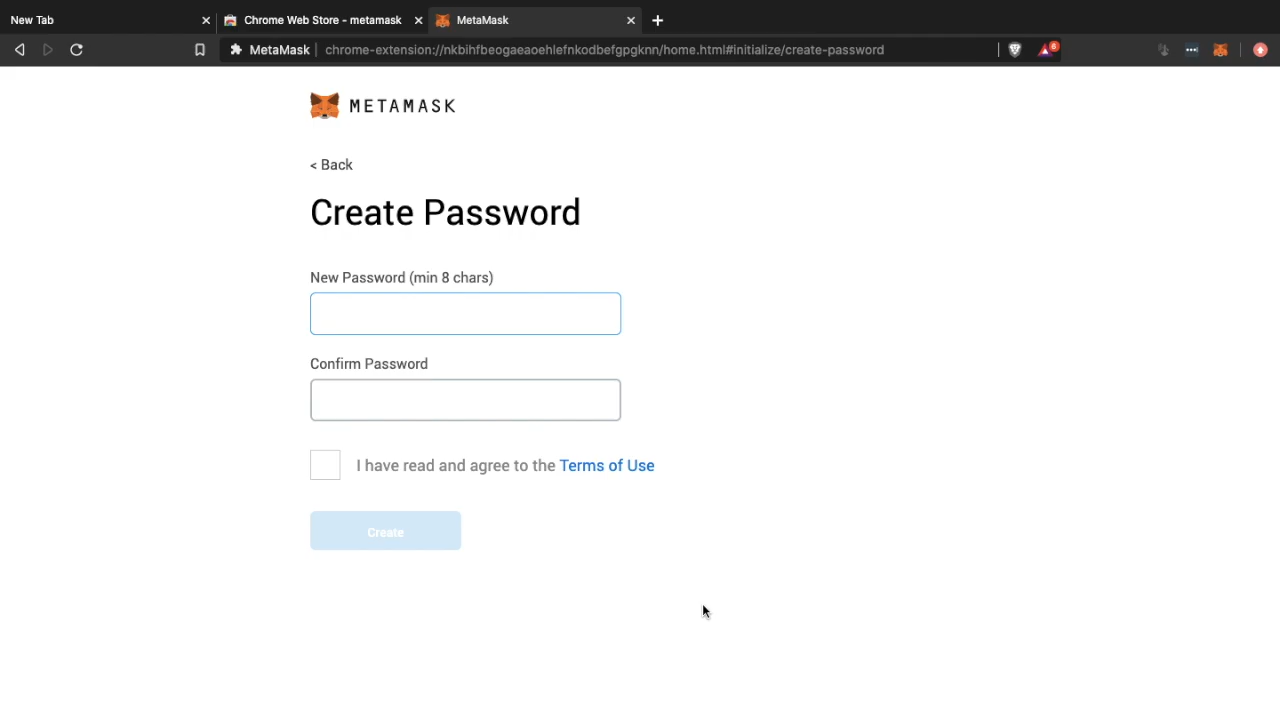 New Tab
Chrome Web Store - metamask
MetaMask
MetaMask
chrome-extension://nkbihfbeogaeaoehlefnkodbefgpgknn/home.html#initialize/create-password
6
METAMASK
< Back
Create Password
New Password (min 8 chars)
Confirm Password
I have read and agree to the Terms of Use
Create